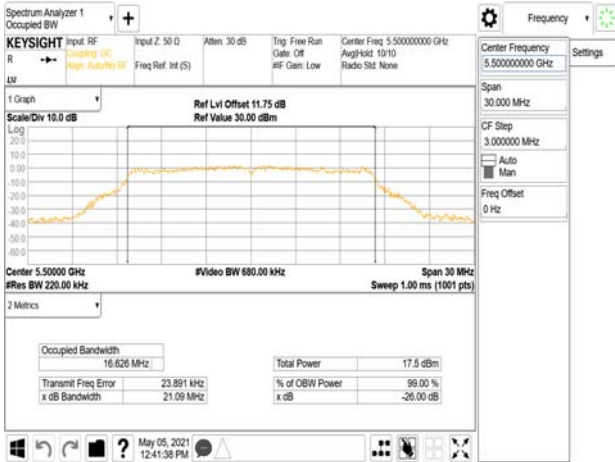 Spectrum Analyzer 1
Occupied BW
+
Frequency
KEYSIGHT
R
Input: RF
Coupling: DC
Align: Auto/No RF
Input Z: 50 Ω
Freq Ref: Int (S)
Atten: 30 dB
Trig: Free Run
Gate: Off
#IF Gain: Low
Center Freq: 5.500000000 GHz
Avg|Hold: 10/10
Radio Std: None
Center Frequency
5.500000000 GHz
Settings
Span
30.000 MHz
CF Step
3.000000 MHz
Auto
Man
Freq Offset
0 Hz
1 Graph
Scale/Div 10.0 dB
Ref Lvl Offset 11.75 dB
Ref Value 30.00 dBm
Log
20.0
10.0
0.00
-10.0
-20.0
-30.0
-40.0
-50.0
-60.0
Center 5.50000 GHz
#Res BW 220.00 kHz
#Video BW 680.00 kHz
Span 30 MHz
Sweep 1.00 ms (1001 pts)
2 Metrics
Occupied Bandwidth
16.626 MHz
Total Power 17.5 dBm
Transmit Freq Error 23.891 kHz
% of OBW Power 99.00 %
x dB Bandwidth 21.09 MHz
x dB -26.00 dB
?
May 05, 2021
12:41:38 PM